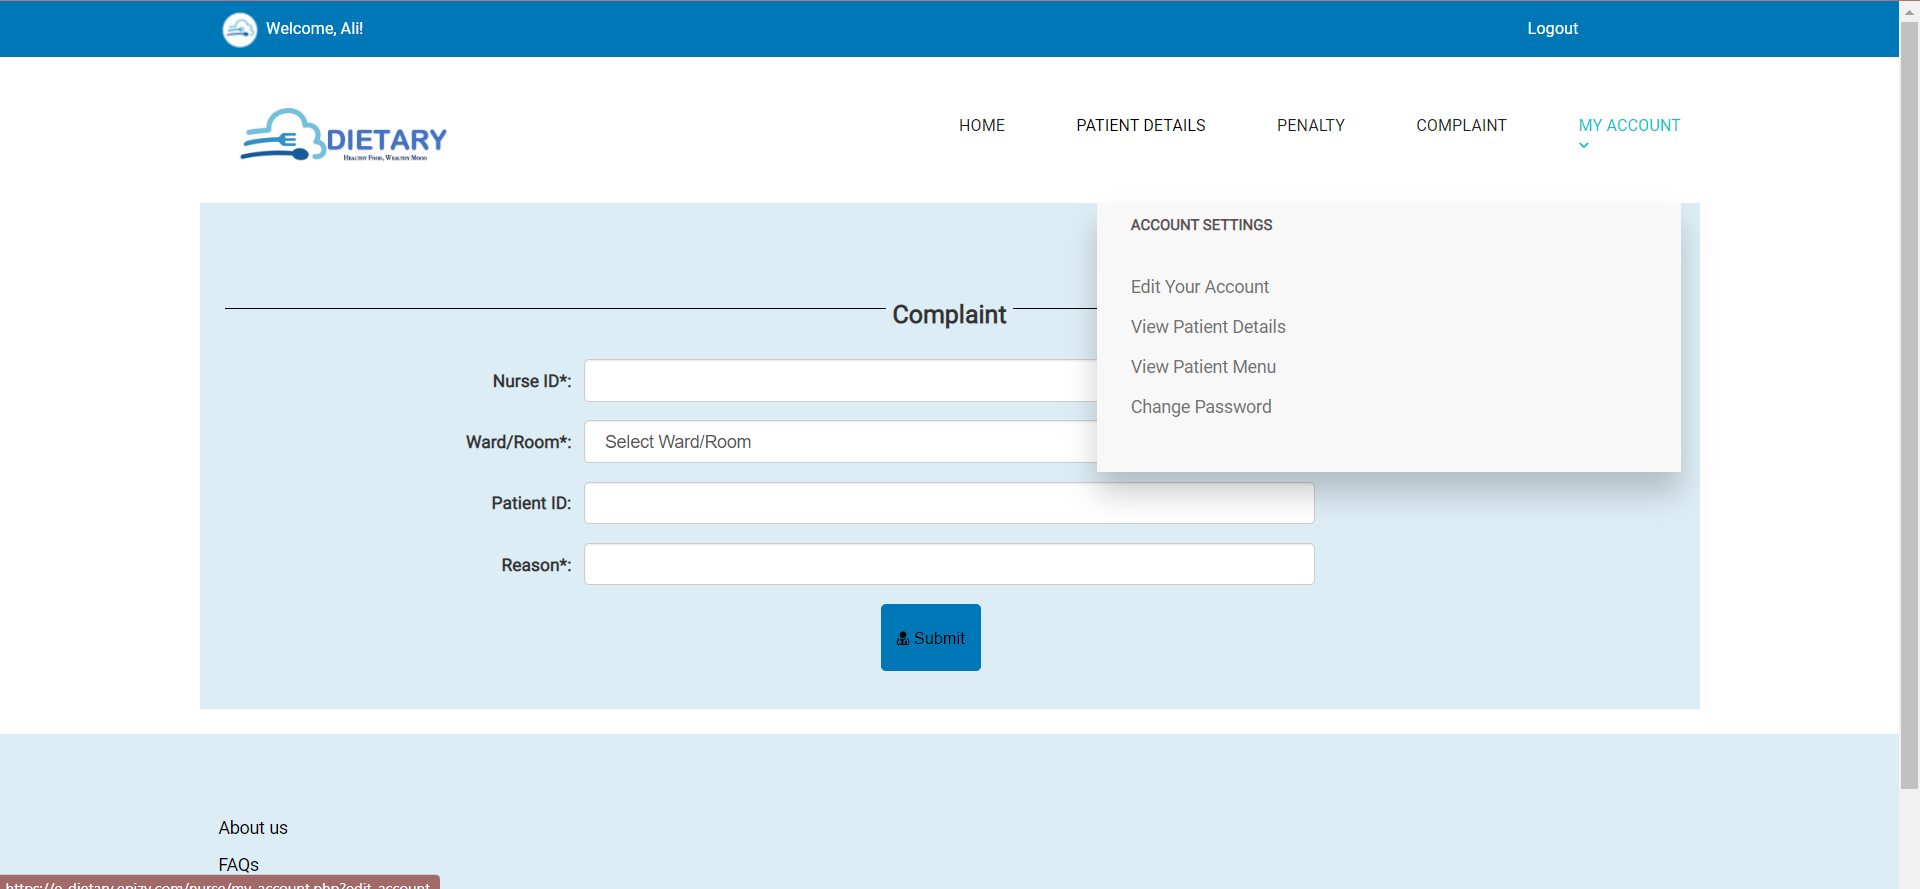 Welcome, Ali!
Logout
DIETARY
Healthy Food, Wealthy Mood
HOME
PATIENT DETAILS
PENALTY
COMPLAINT
MY ACCOUNT
ACCOUNT SETTINGS
Edit Your Account
View Patient Details
View Patient Menu
Change Password
Complaint
Nurse ID*:
Ward/Room*: Select Ward/Room
Patient ID:
Reason*:
Submit
About us
FAQs
https://e-dietary.epizy.com/nurse/my_account.php?edit_account